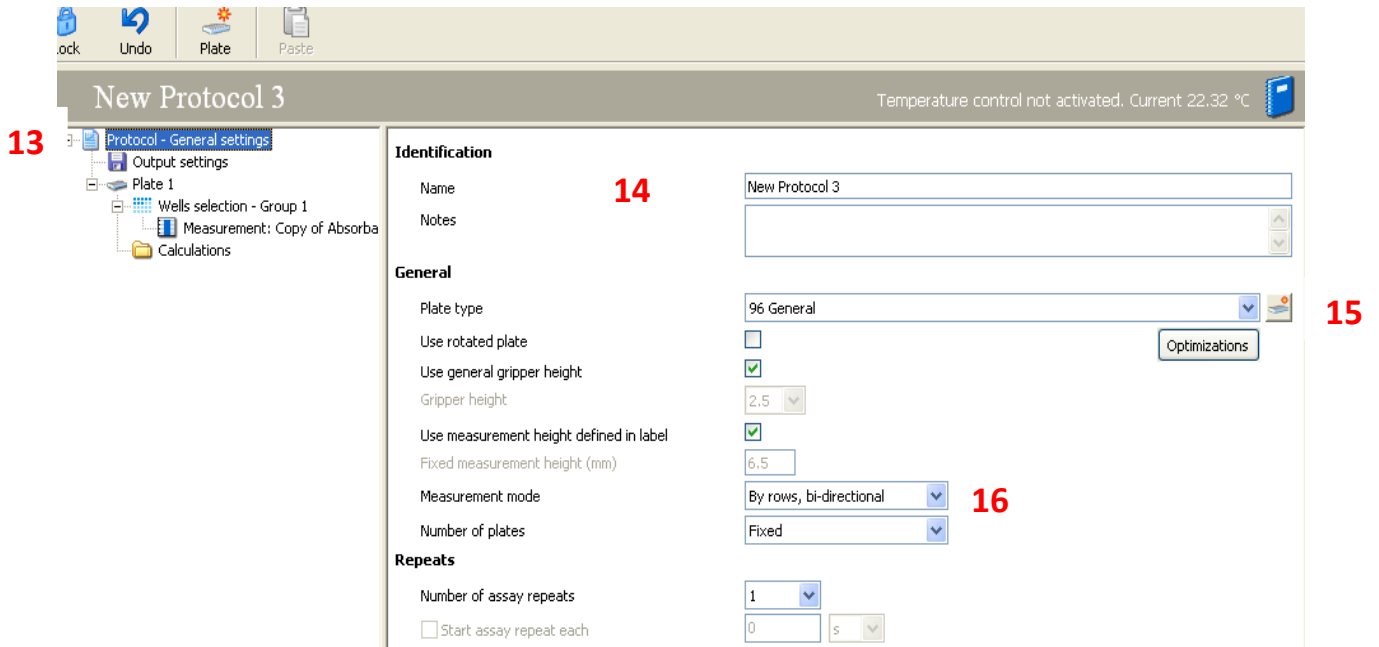 ock Undo Plate Paste
New Protocol 3 Temperature control not activated. Current 22.32 °C
13 Protocol - General settings
Output settings
Plate 1
Wells selection - Group 1
Measurement: Copy of Absorba
Calculations
Identification
Name 14 New Protocol 3
Notes
General
Plate type 96 General 15
Use rotated plate Optimizations
Use general gripper height
Gripper height 2.5
Use measurement height defined in label
Fixed measurement height (mm) 6.5
Measurement mode By rows, bi-directional 16
Number of plates Fixed
Repeats
Number of assay repeats 1
Start assay repeat each 0 s